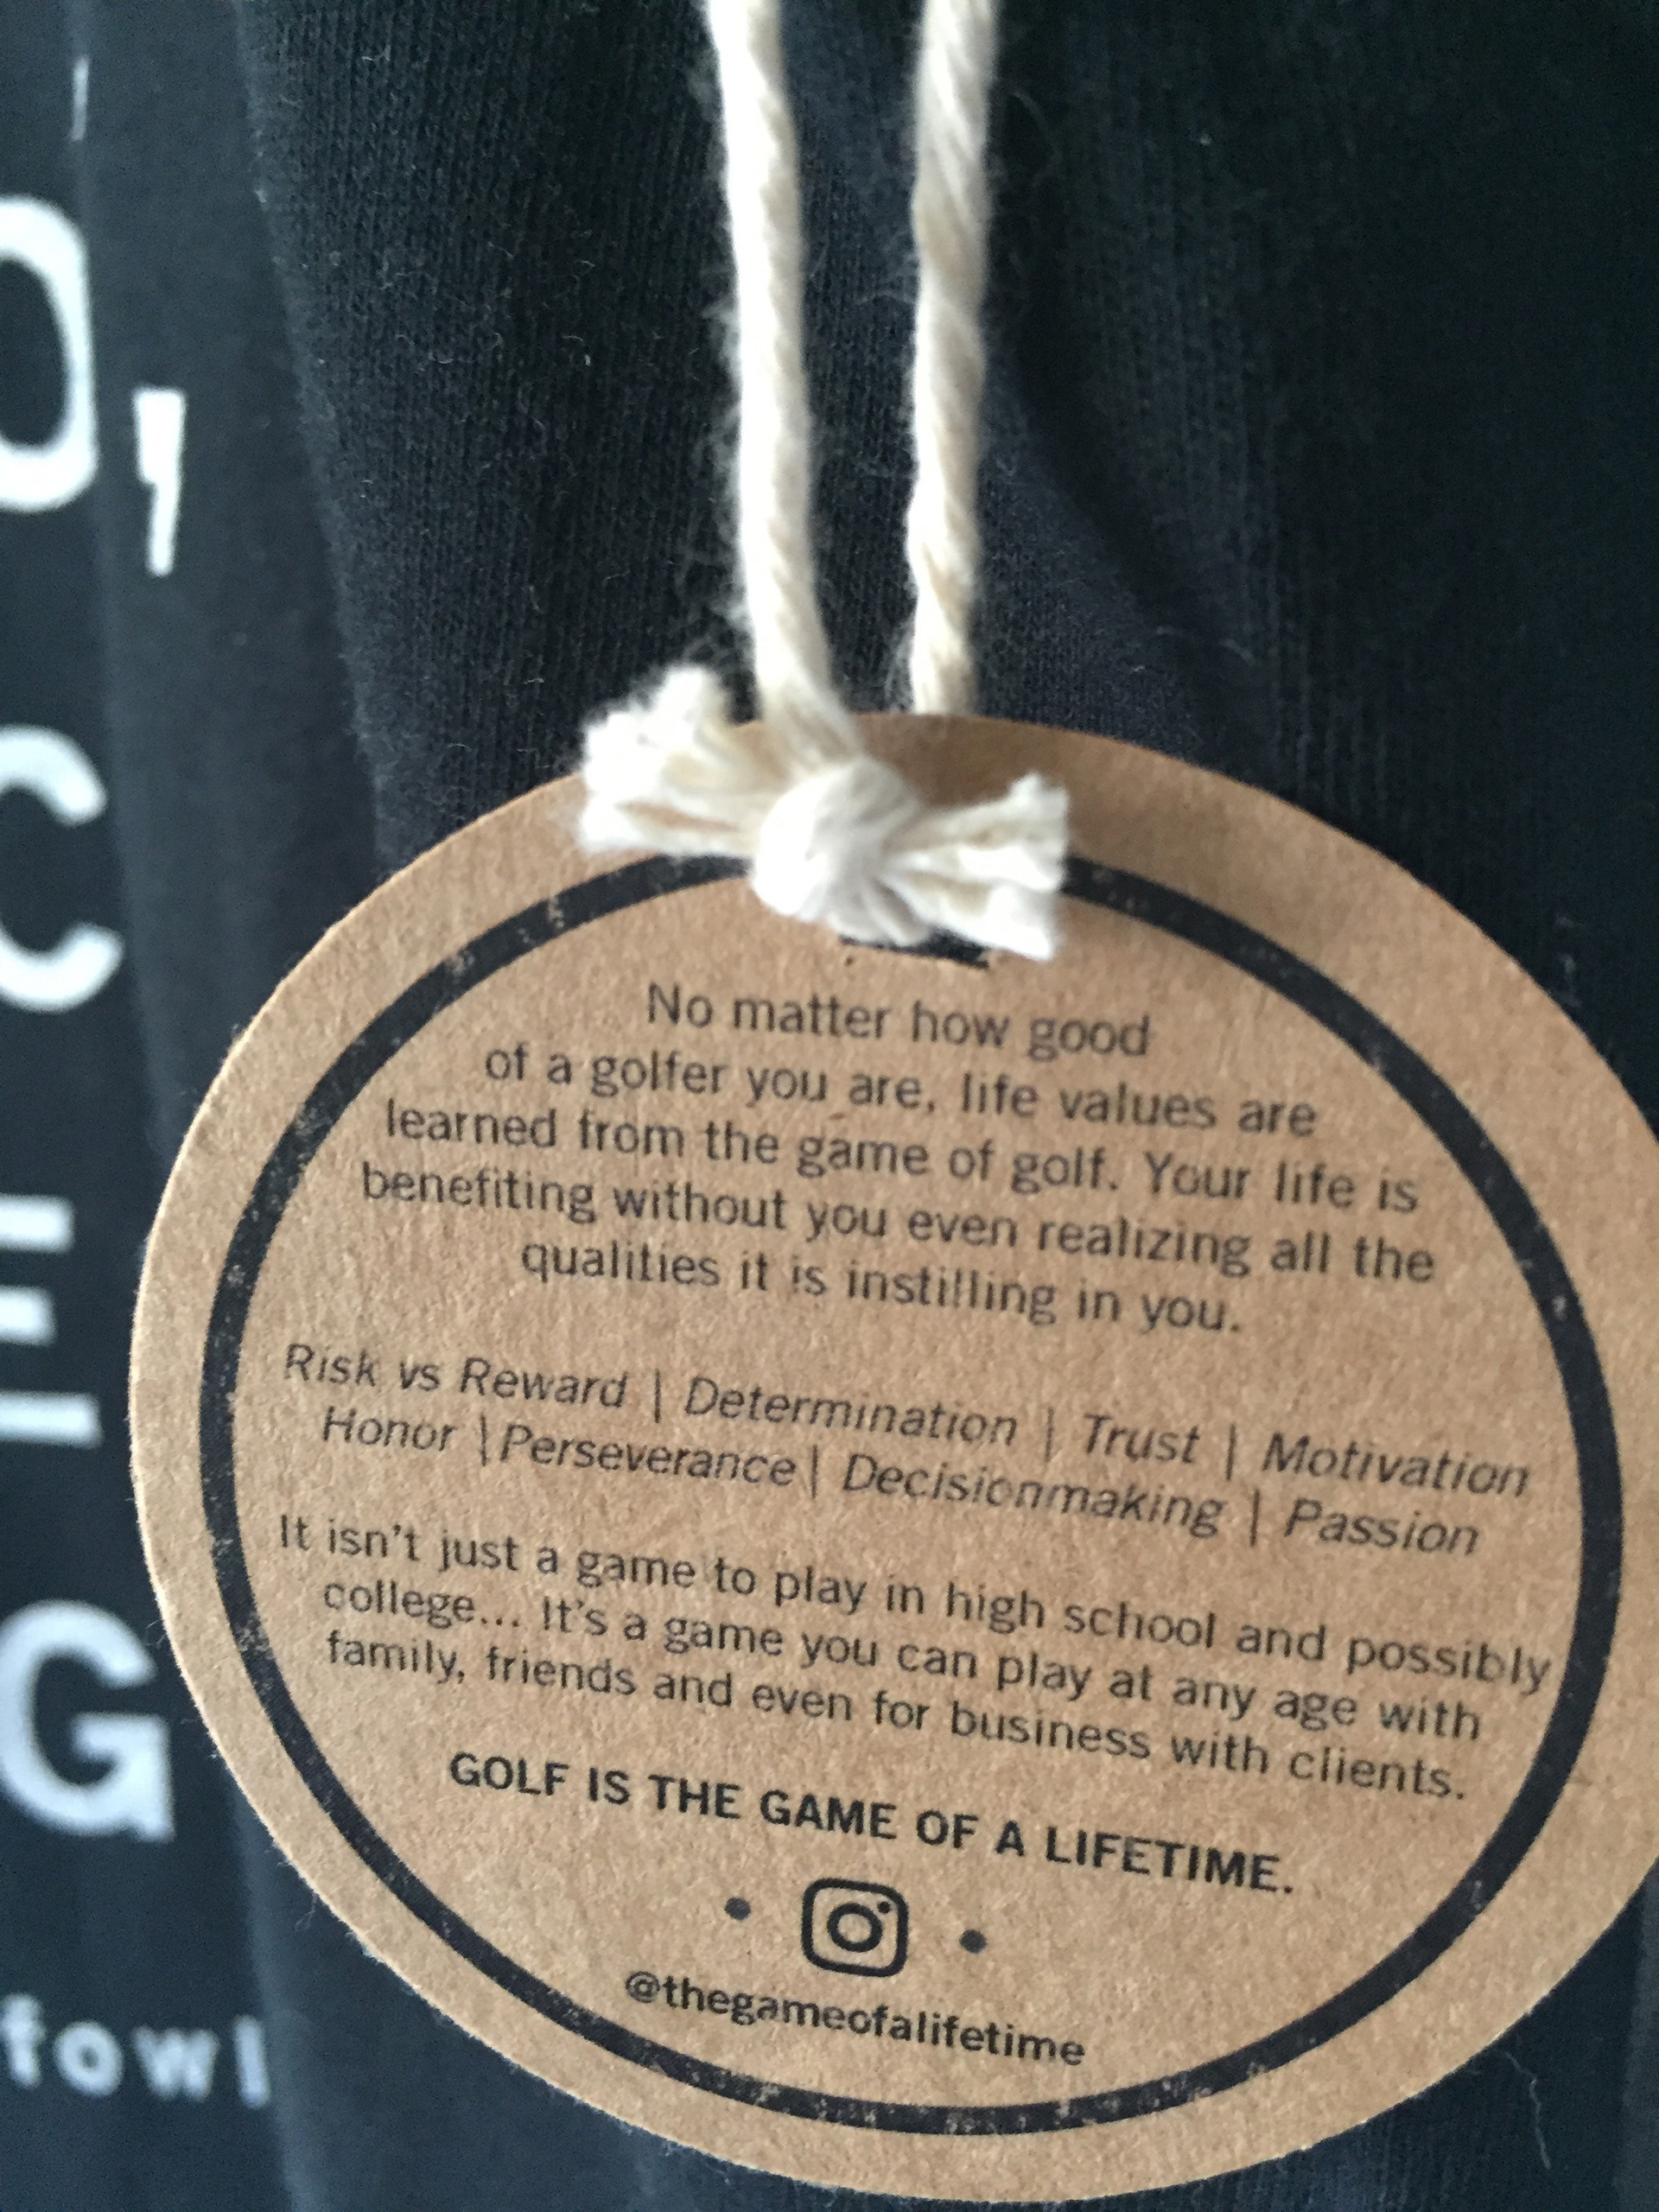 No matter how good
of a golfer you are, life values are
learned from the game of golf. Your life is
benefiting without you even realizing all the
qualities it is instilling in you.
Risk vs Reward | Determination | Trust | Motivation
Honor | Perseverance | Decisionmaking | Passion
It isn't just a game to play in high school and possibly
college... It's a game you can play at any age with
family, friends and even for business with clients.
GOLF IS THE GAME OF A LIFETIME.
@thegameofalifetime